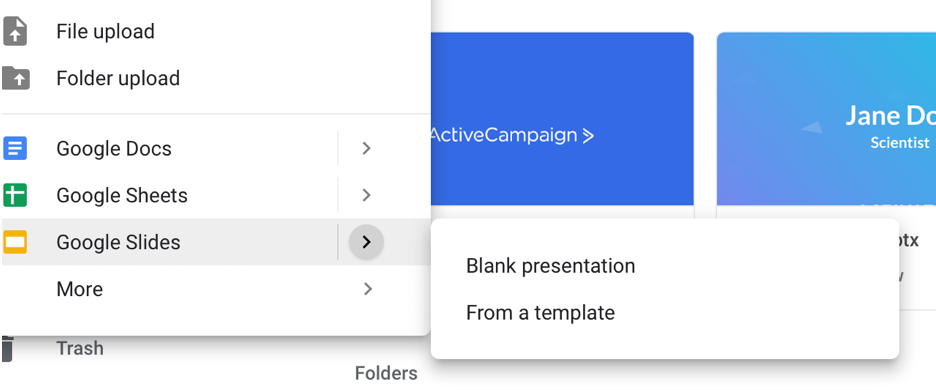 File upload
Folder upload
Google Docs
Google Sheets
Google Slides
More
Trash
Folders
ActiveCampaign >
Jane Do
Scientist
ptx
Blank presentation
From a template